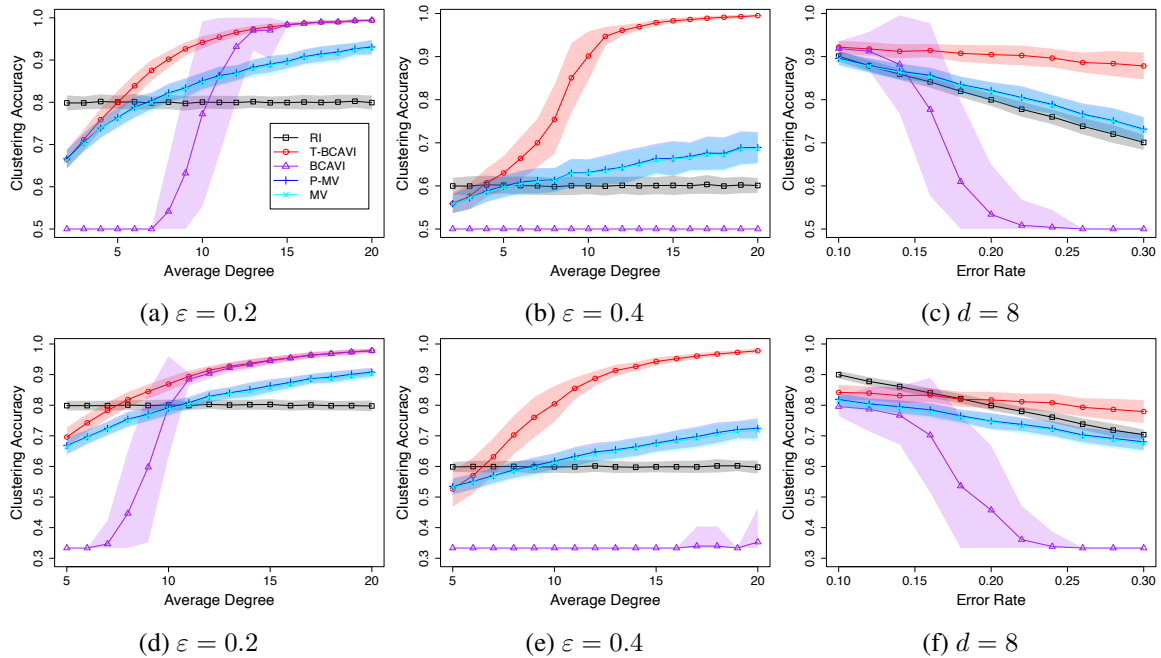 Clustering Accuracy
1.0
0.9
0.8
0.7
0.6
0.5
RI
T-BCAVI
BCAVI
P-MV
MV
5 10 15 20
Average Degree
(a) ε = 0.2
Clustering Accuracy
1.0
0.9
0.8
0.7
0.6
0.5
5 10 15 20
Average Degree
(b) ε = 0.4
Clustering Accuracy
1.0
0.9
0.8
0.7
0.6
0.5
0.10 0.15 0.20 0.25 0.30
Error Rate
(c) d = 8
Clustering Accuracy
1.0
0.9
0.8
0.7
0.6
0.5
0.4
0.3
5 10 15 20
Average Degree
(d) ε = 0.2
Clustering Accuracy
1.0
0.9
0.8
0.7
0.6
0.5
0.4
0.3
5 10 15 20
Average Degree
(e) ε = 0.4
Clustering Accuracy
1.0
0.9
0.8
0.7
0.6
0.5
0.4
0.3
0.10 0.15 0.20 0.25 0.30
Error Rate
(f) d = 8